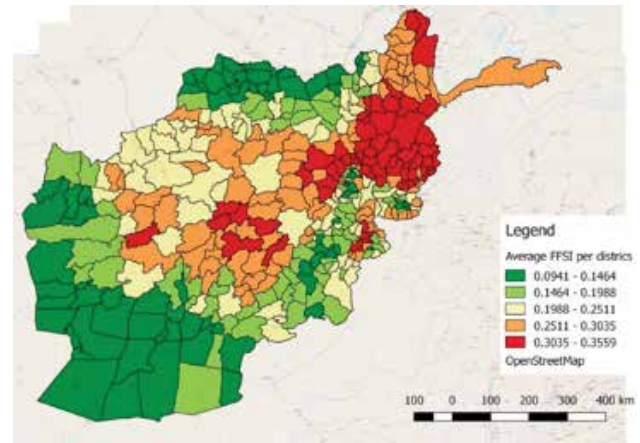 Legend
Average FFSI per districs
0.0941 - 0.1464
0.1464 - 0.1988
0.1988 - 0.2511
0.2511 - 0.3035
0.3035 - 0.3559
OpenStreetMap
100 0 100 200 300 400 km